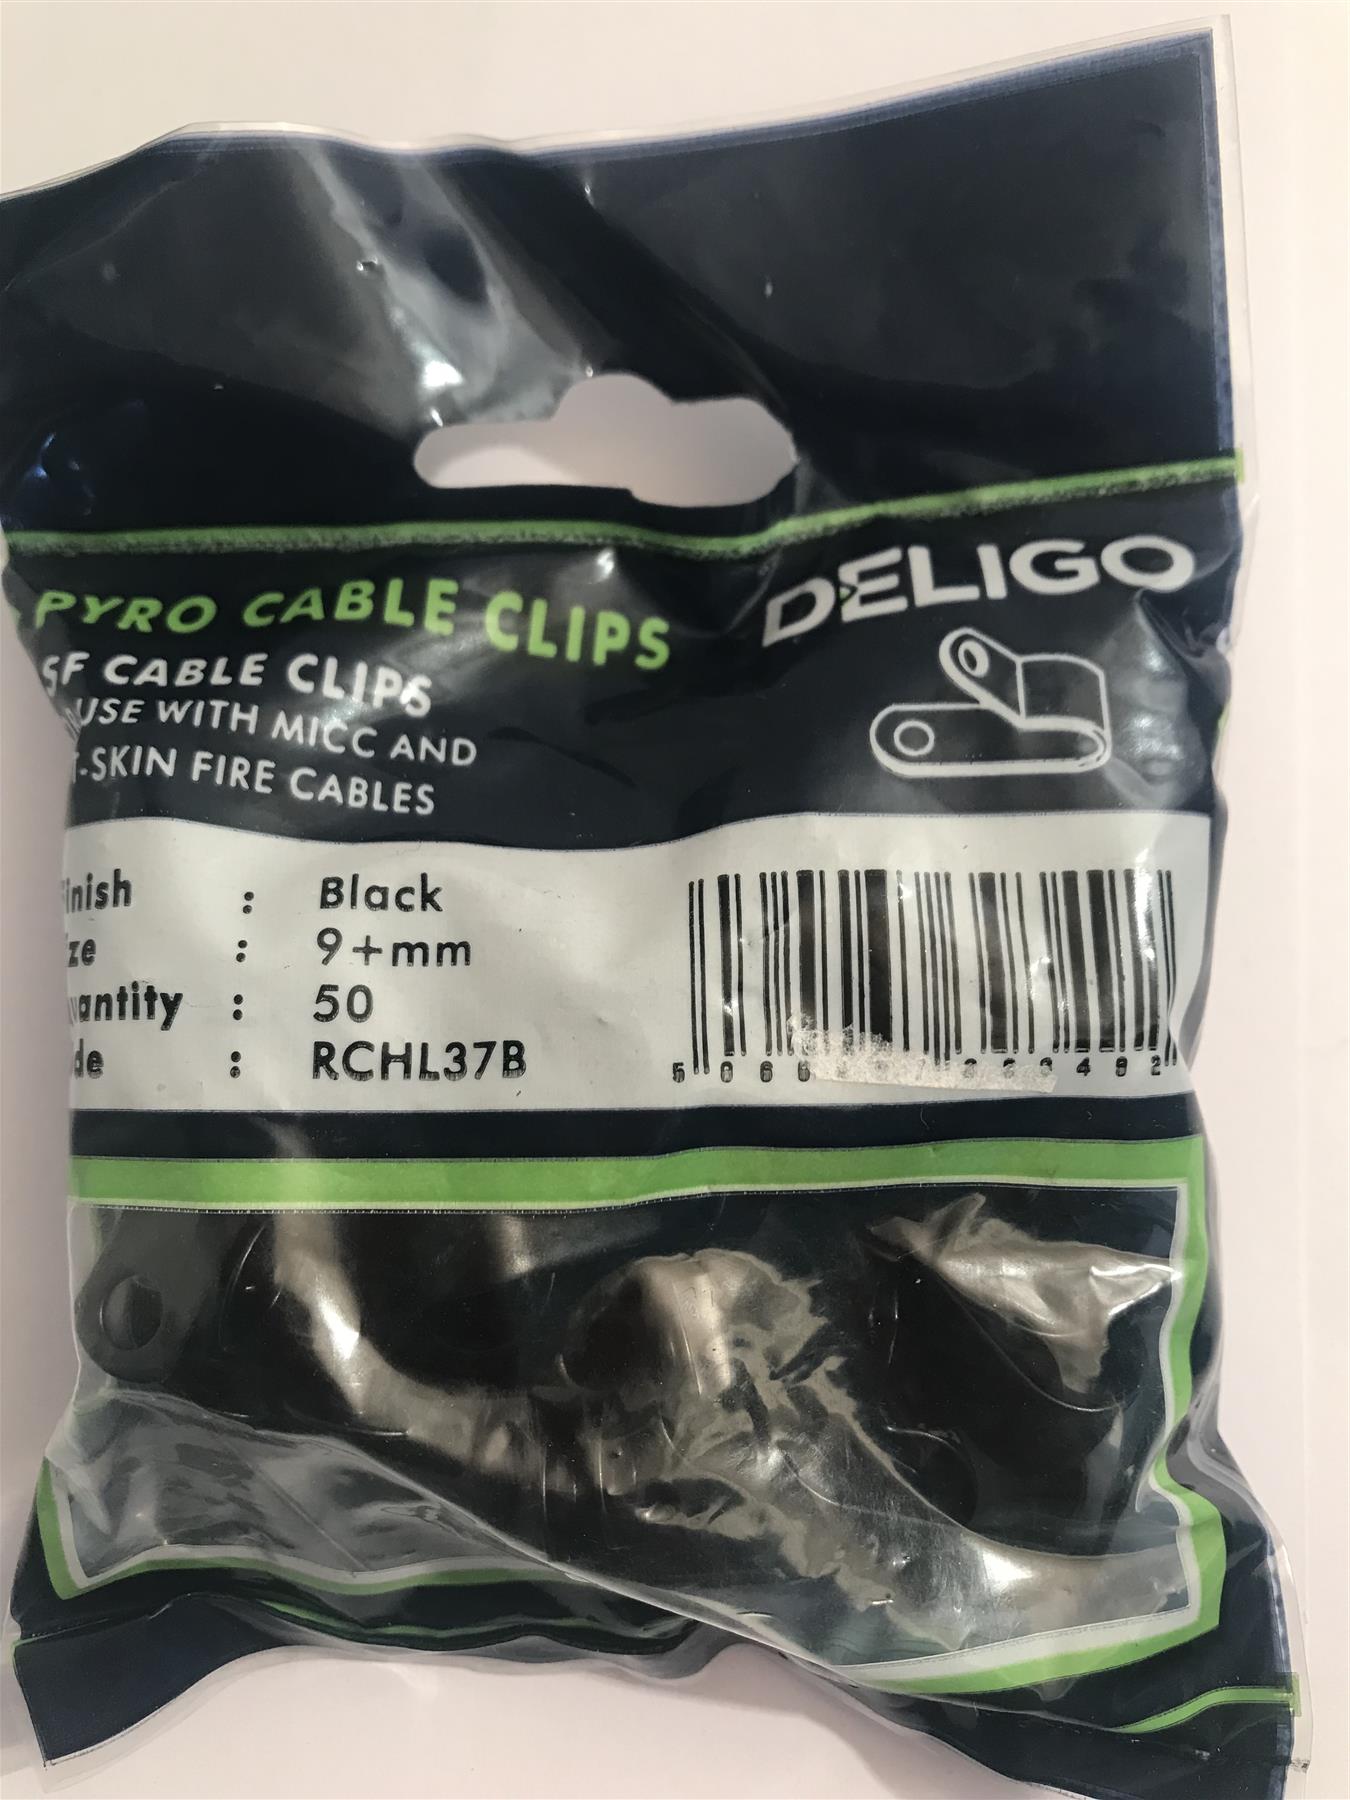 PYRO CABLE CLIPS
DELIGO
SF CABLE CLIPS
USE WITH MICC AND
T-SKIN FIRE CABLES
inish : Black
ize : 9+mm
uantity : 50
de : RCHL37B